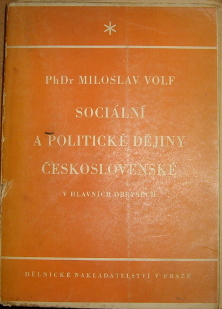 PhDr MILOSLAV VOLF
SOCIÁLNÍ
A POLITICKÉ DĚJINY
ČESKOSLOVENSKÉ
V HLAVNÍCH OBRYSECH
DĚLNICKÉ NAKLADATELSTVÍ V PRAZE